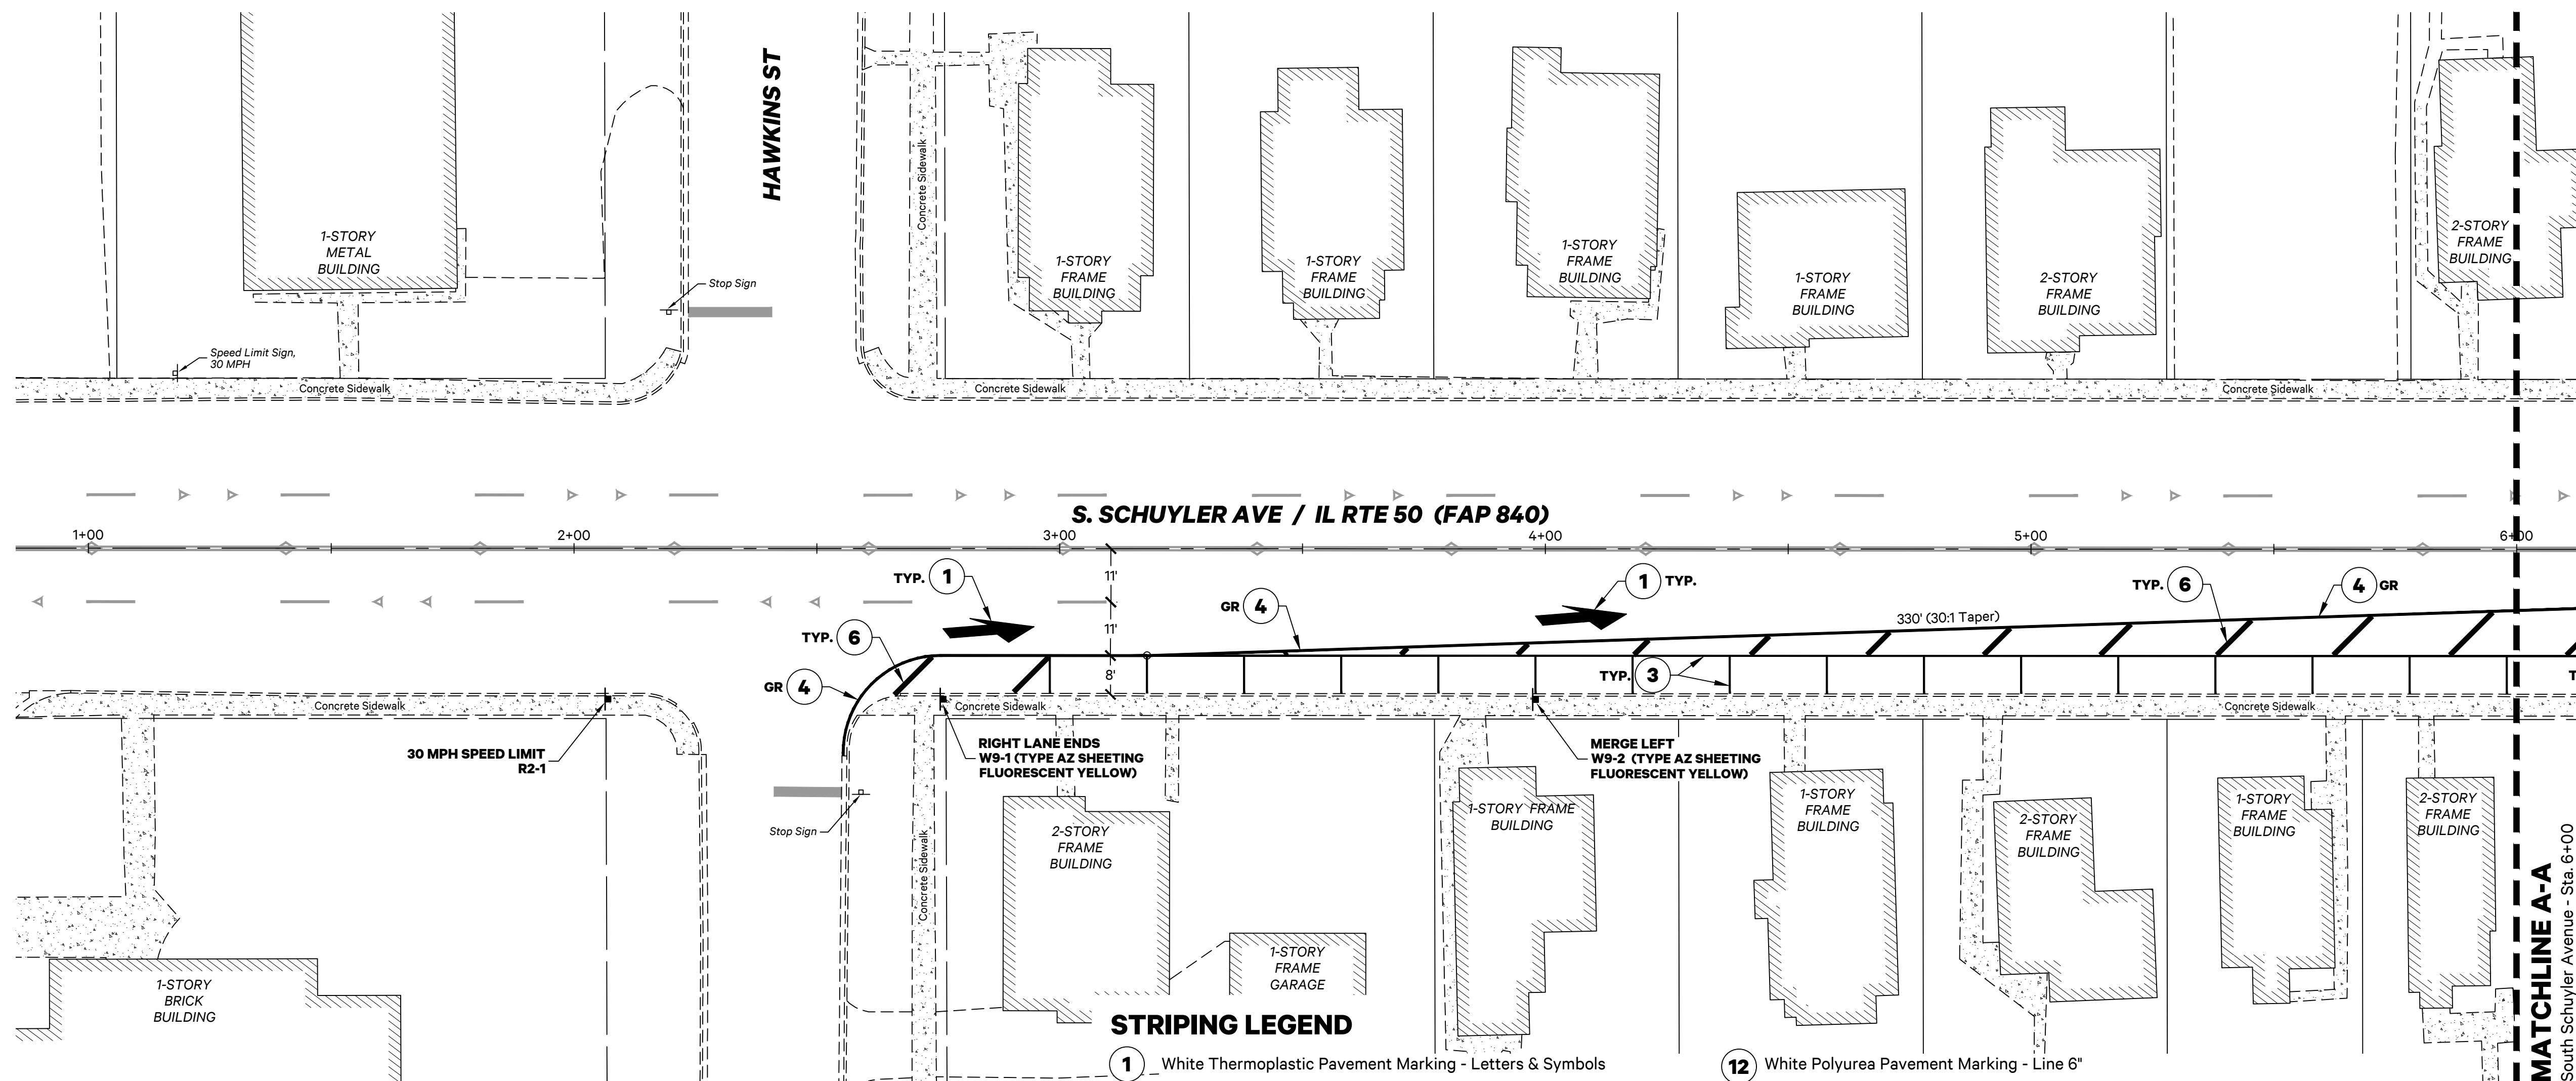 HAWKINS ST
Concrete Sidewalk
1-STORY
METAL
BUILDING
1-STORY
FRAME
BUILDING
1-STORY
FRAME
BUILDING
1-STORY
FRAME
BUILDING
1-STORY
FRAME
BUILDING
2-STORY
FRAME
BUILDING
2-STORY
FRAME
BUILDING
Stop Sign
Speed Limit Sign,
30 MPH
Concrete Sidewalk
Concrete Sidewalk
Concrete Sidewalk
S. SCHUYLER AVE / IL RTE 50 (FAP 840)
1+00
2+00
3+00
4+00
5+00
6+00
11'
11'
8'
TYP. 1
GR 4
1 TYP.
TYP. 6
4 GR
330' (30:1 Taper)
TYP. 6
GR 4
TYP. 3
T
Concrete Sidewalk
Concrete Sidewalk
Concrete Sidewalk
30 MPH SPEED LIMIT
R2-1
RIGHT LANE ENDS
W9-1 (TYPE AZ SHEETING
FLUORESCENT YELLOW)
MERGE LEFT
W9-2 (TYPE AZ SHEETING
FLUORESCENT YELLOW)
Stop Sign
Concrete Sidewalk
2-STORY
FRAME
BUILDING
1-STORY FRAME
BUILDING
1-STORY
FRAME
BUILDING
2-STORY
FRAME
BUILDING
1-STORY
FRAME
BUILDING
2-STORY
FRAME
BUILDING
1-STORY
BRICK
BUILDING
1-STORY
FRAME
GARAGE
MATCHLINE A-A
South Schuyler Avenue - Sta. 6+00
STRIPING LEGEND
1 White Thermoplastic Pavement Marking - Letters & Symbols
12 White Polyurea Pavement Marking - Line 6"